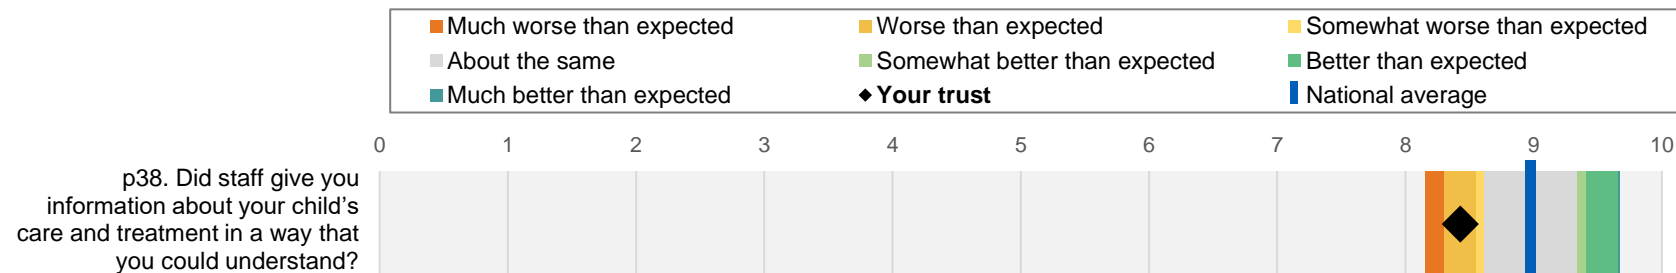 Much worse than expected Worse than expected Somewhat worse than expected
About the same Somewhat better than expected Better than expected
Much better than expected Your trust National average
0 1 2 3 4 5 6 7 8 9 10
p38. Did staff give you
information about your child’s
care and treatment in a way that
you could understand?